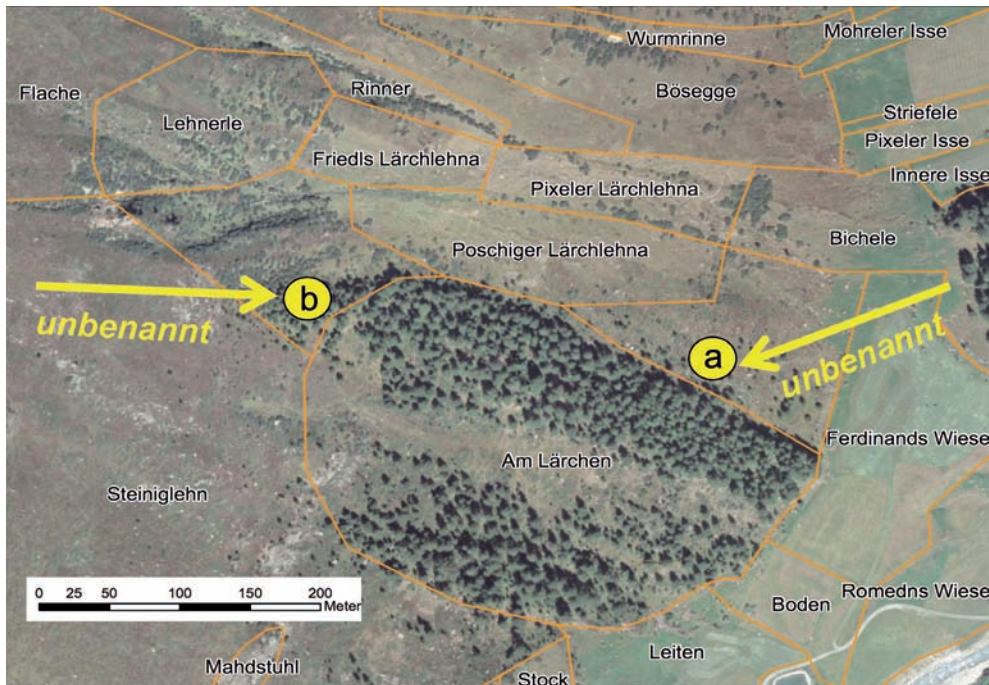 Wurmrinne
Mohreler Isse
Flache
Rinner
Bösegge
Striefele
Lehnerle
Pixeler Isse
Friedls Lärchlehna
Innere Isse
Pixeler Lärchlehna
Poschiger Lärchlehna
Bichele
b
unbenannt
a
unbenannt
Ferdinands Wiese
Am Lärchen
Steiniglehn
0 25 50 100 150 200
Meter
Boden
Romedns Wiese
Leiten
Mahdstuhl
Stock